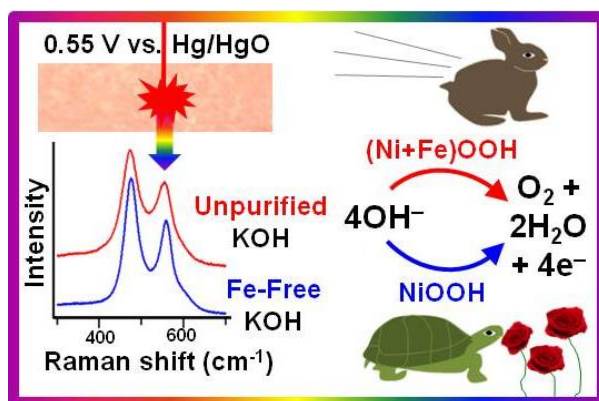 0.55 V vs. Hg/HgO
Intensity
Unpurified
KOH
Fe-Free
KOH
400 600
Raman shift (cm⁻¹)
(Ni+Fe)OOH
4OH⁻
O₂ +
2H₂O
+ 4e⁻
NiOOH